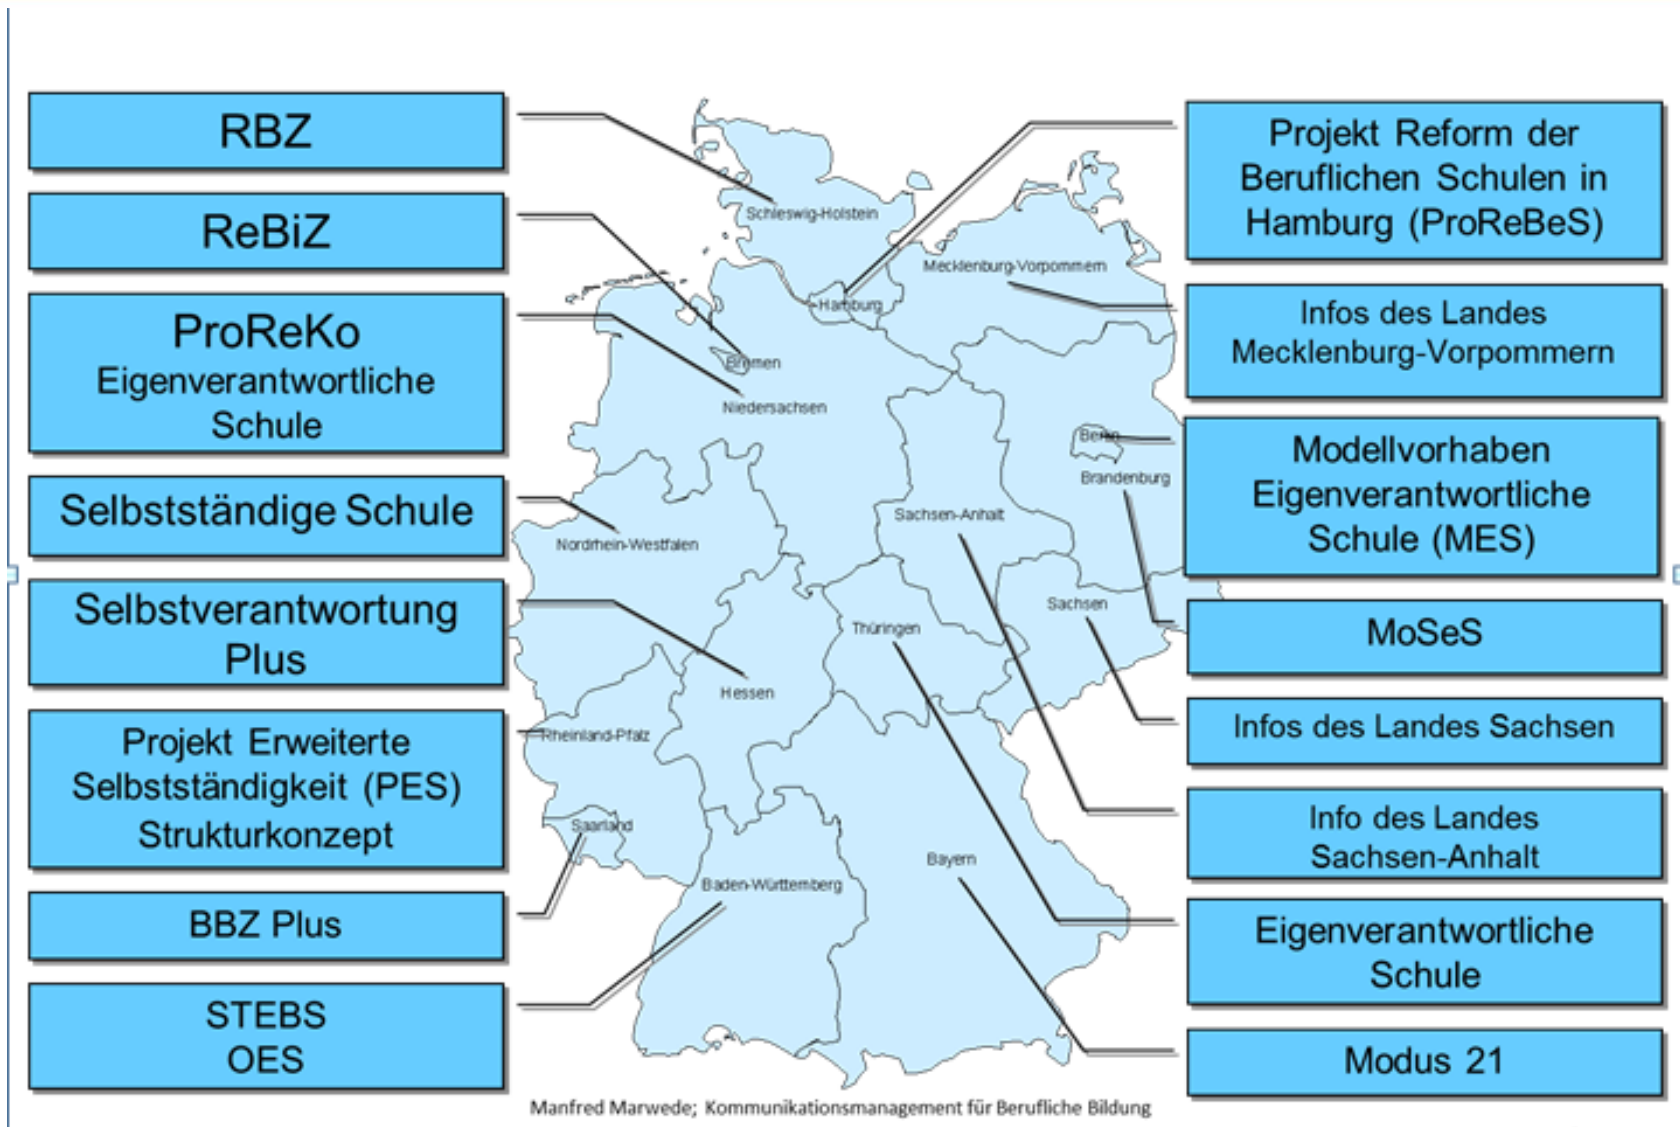 RBZ
ReBiZ
ProReKo
Eigenverantwortliche
Schule
Selbstständige Schule
Selbstverantwortung
Plus
Projekt Erweiterte
Selbstständigkeit (PES)
Strukturkonzept
BBZ Plus
STEBS
OES
Schleswig-Holstein
Mecklenburg-Vorpommern
Hamburg
Bremen
Niedersachsen
Berlin
Brandenburg
Sachsen-Anhalt
Nordrhein-Westfalen
Sachsen
Thüringen
Hessen
Rheinland-Pfalz
Saarland
Bayern
Baden-Württemberg
Projekt Reform der
Beruflichen Schulen in
Hamburg (ProReBeS)
Infos des Landes
Mecklenburg-Vorpommern
Modellvorhaben
Eigenverantwortliche
Schule (MES)
MoSeS
Infos des Landes Sachsen
Info des Landes
Sachsen-Anhalt
Eigenverantwortliche
Schule
Modus 21
Manfred Marwede; Kommunikationsmanagement für Berufliche Bildung